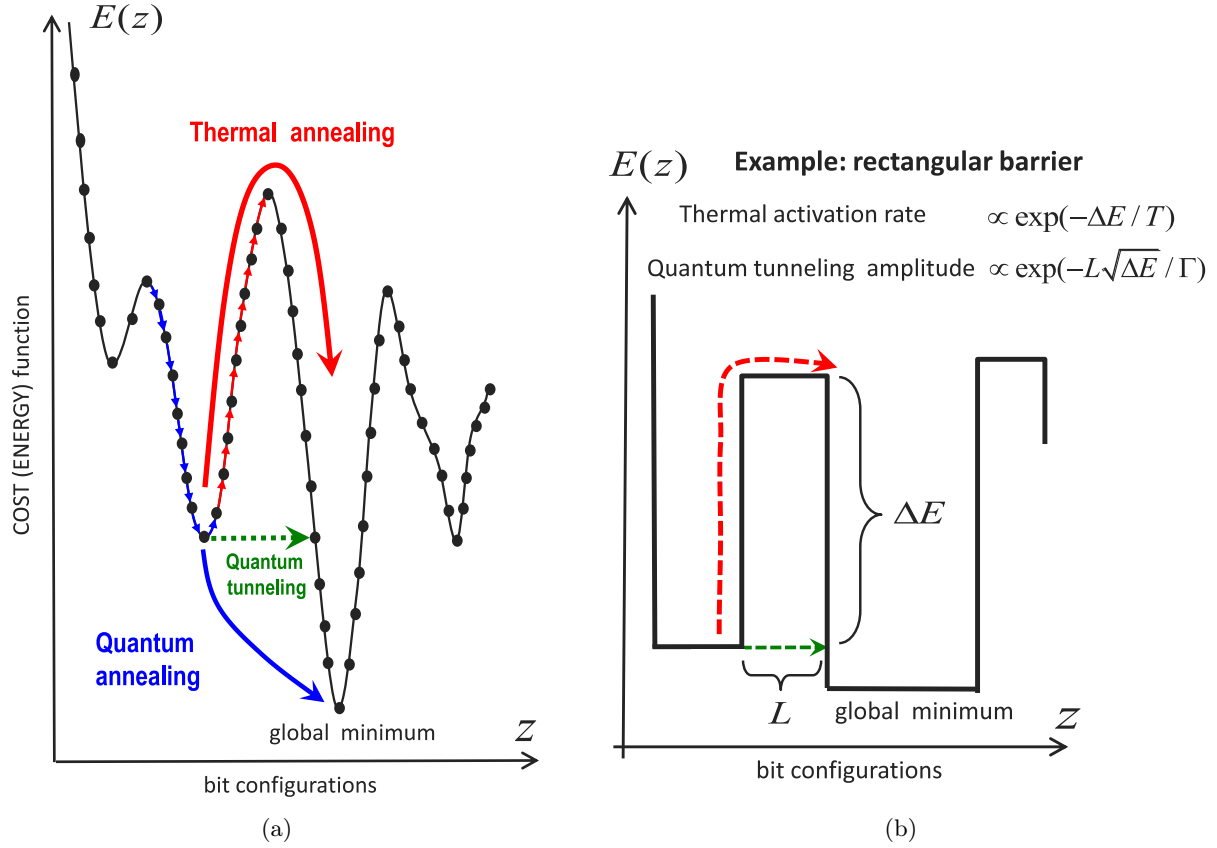 E(z)
Thermal annealing
COST (ENERGY) function
Quantum
tunneling
Quantum
annealing
global minimum
z
bit configurations
(a)
Example: rectangular barrier
E(z)
Thermal activation rate ∝ exp(−ΔE / T)
Quantum tunneling amplitude ∝ exp(−L√ΔE / Γ)
ΔE
L
global minimum
z
bit configurations
(b)